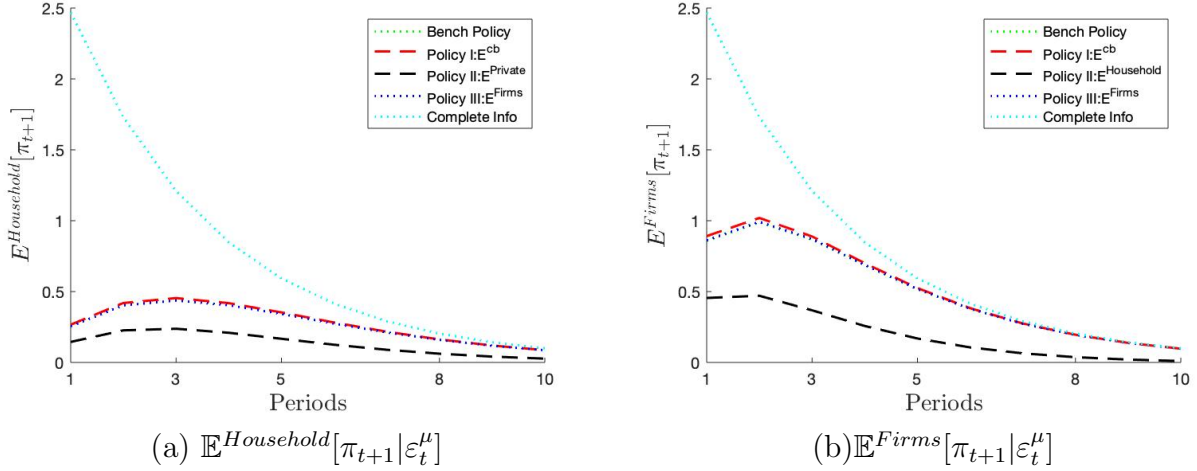 2.5
2
1.5
1
0.5
0
E^{Household}[π_{t+1}]
Bench Policy
Policy I:E^{cb}
Policy II:E^{Private}
Policy III:E^{Firms}
Complete Info
1 3 5 8 10
Periods
(a) 𝔼^{Household}[π_{t+1}|ε_t^μ]
2.5
2
1.5
1
0.5
0
E^{Firms}[π_{t+1}]
Bench Policy
Policy I:E^{cb}
Policy II:E^{Household}
Policy III:E^{Firms}
Complete Info
1 3 5 8 10
Periods
(b)𝔼^{Firms}[π_{t+1}|ε_t^μ]